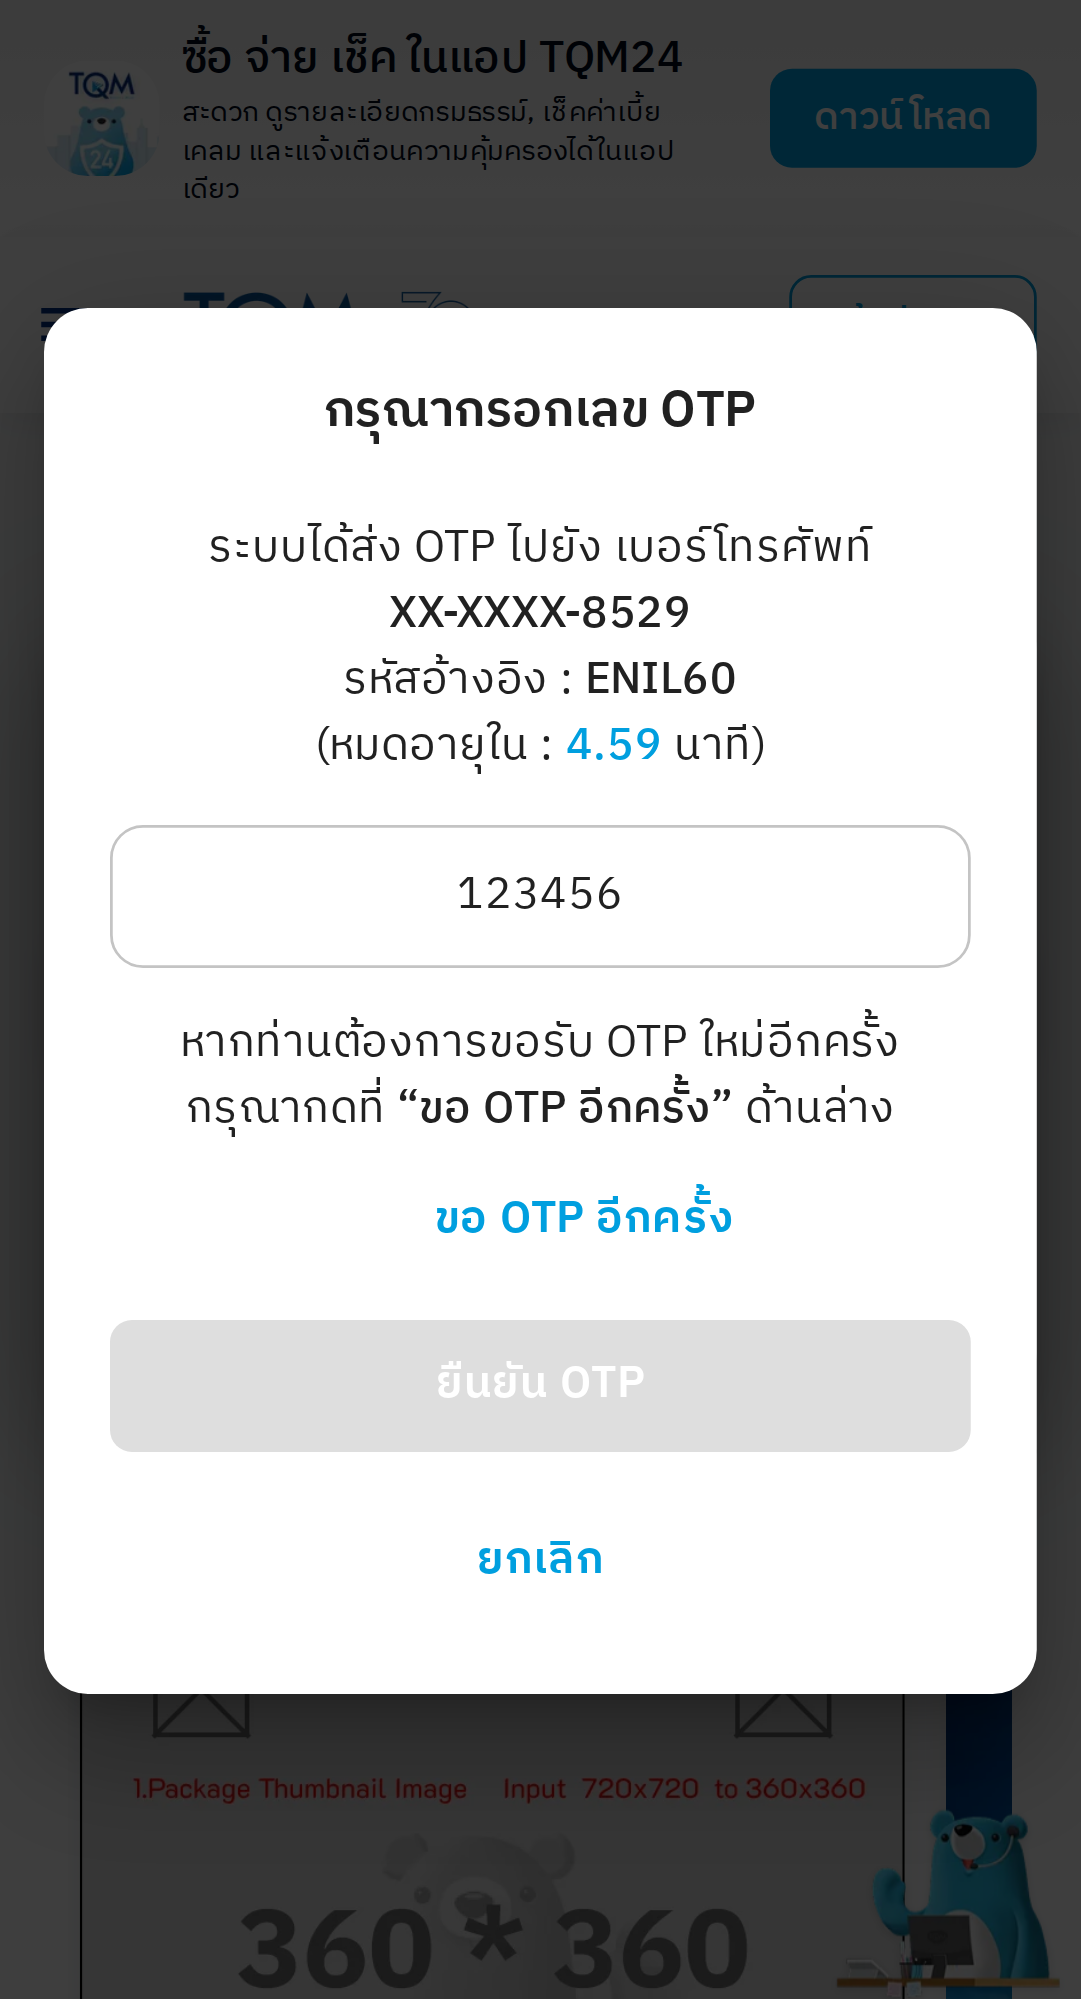 ซื้อ จ่าย เช็ค ในแอป TQM24
สะดวก ดูรายละเอียดกรมธรรม์, เช็คค่าเบี้ย
เคลม และแจ้งเตือนความคุ้มครองได้ในแอป
เดียว
TQM
24
ดาวน์โหลด
TQM
กรุณากรอกเลข OTP
ระบบได้ส่ง OTP ไปยัง เบอร์โทรศัพท์
XX-XXXX-8529
รหัสอ้างอิง : ENIL60
(หมดอายุใน : 4.59 นาที)
123456
หากท่านต้องการขอรับ OTP ใหม่อีกครั้ง
กรุณากดที่ “ขอ OTP อีกครั้ง” ด้านล่าง
ขอ OTP อีกครั้ง
ยืนยัน OTP
ยกเลิก
1.Package Thumbnail Image Input 720x720 to 360x360
360 * 360